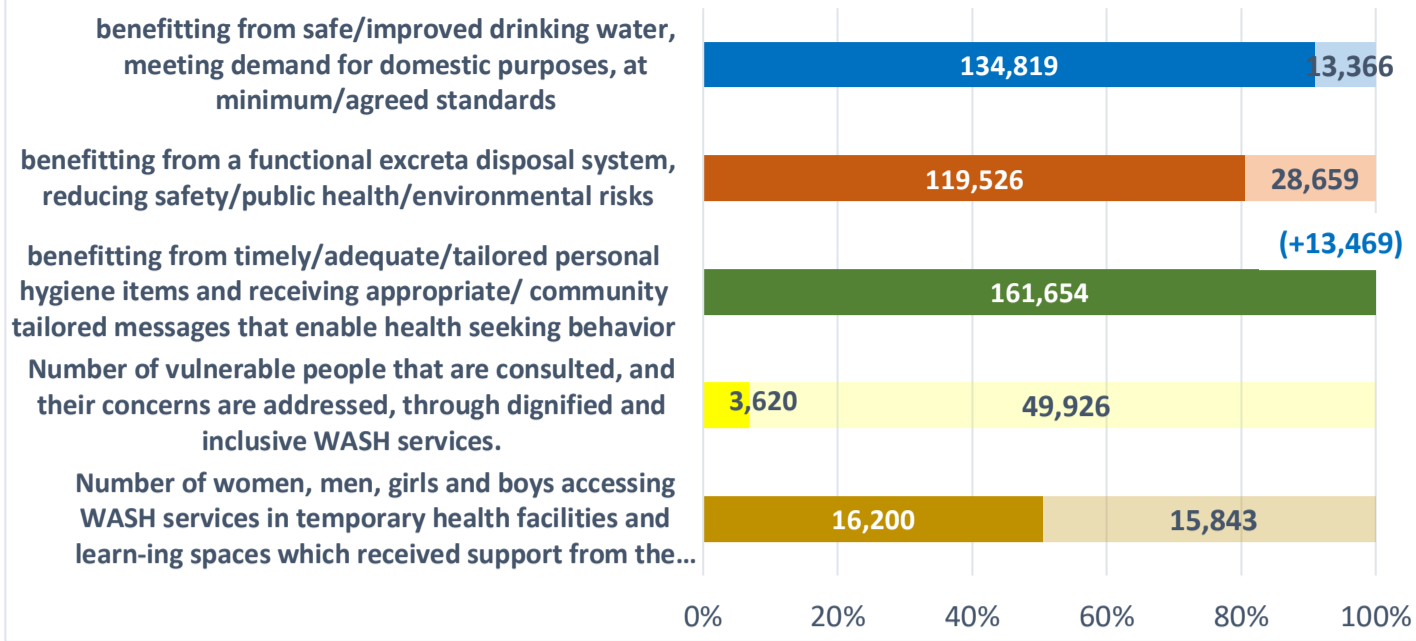 benefitting from safe/improved drinking water,
meeting demand for domestic purposes, at
minimum/agreed standards
134,819 13,366
benefitting from a functional excreta disposal system,
reducing safety/public health/environmental risks
119,526 28,659
(+13,469)
benefitting from timely/adequate/tailored personal
hygiene items and receiving appropriate/ community
tailored messages that enable health seeking behavior
161,654
Number of vulnerable people that are consulted, and
their concerns are addressed, through dignified and
inclusive WASH services.
3,620 49,926
Number of women, men, girls and boys accessing
WASH services in temporary health facilities and
learn-ing spaces which received support from the…
16,200 15,843
0% 20% 40% 60% 80% 100%